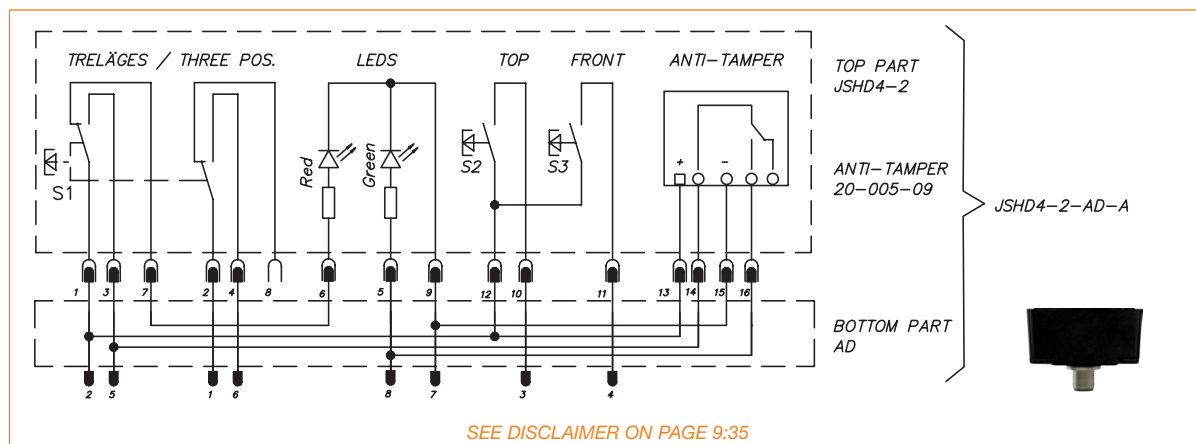 TRELÄGES / THREE POS. LEDS TOP FRONT ANTI-TAMPER
TOP PART
JSHD4-2
Red
Green
S1
S2
S3
+ -
ANTI-TAMPER
20-005-09
JSHD4-2-AD-A
1 3 7 2 4 8 6 5 9 12 10 11 13 14 15 16
BOTTOM PART
AD
2 5 1 6 8 7 3 4
SEE DISCLAIMER ON PAGE 9:35